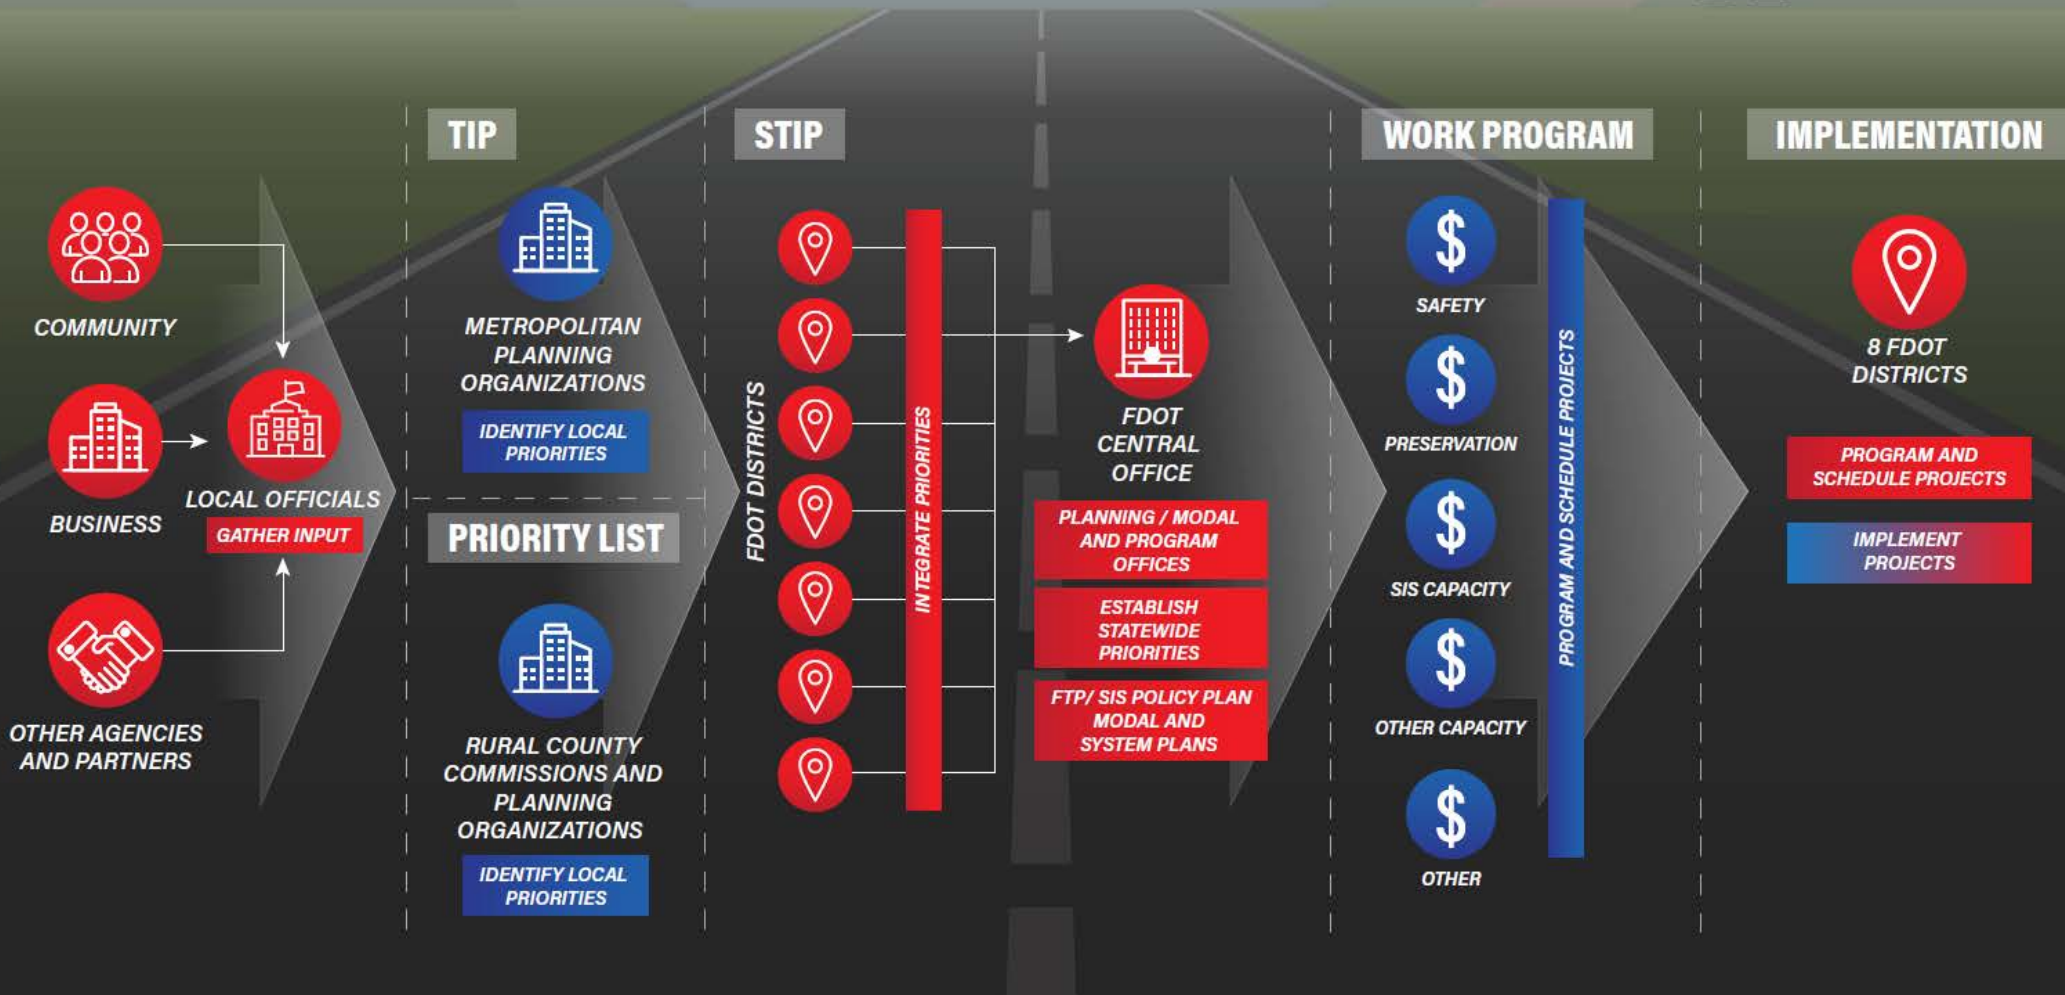 COMMUNITY
BUSINESS
OTHER AGENCIES
AND PARTNERS
LOCAL OFFICIALS
GATHER INPUT
TIP
METROPOLITAN
PLANNING
ORGANIZATIONS
IDENTIFY LOCAL
PRIORITIES
PRIORITY LIST
RURAL COUNTY
COMMISSIONS AND
PLANNING
ORGANIZATIONS
IDENTIFY LOCAL
PRIORITIES
STIP
FDOT DISTRICTS
INTEGRATE PRIORITIES
FDOT
CENTRAL
OFFICE
PLANNING / MODAL
AND PROGRAM
OFFICES
ESTABLISH
STATEWIDE
PRIORITIES
FTP/ SIS POLICY PLAN
MODAL AND
SYSTEM PLANS
WORK PROGRAM
$
SAFETY
$
PRESERVATION
$
SIS CAPACITY
$
OTHER CAPACITY
$
OTHER
PROGRAM AND SCHEDULE PROJECTS
IMPLEMENTATION
8 FDOT
DISTRICTS
PROGRAM AND
SCHEDULE PROJECTS
IMPLEMENT
PROJECTS